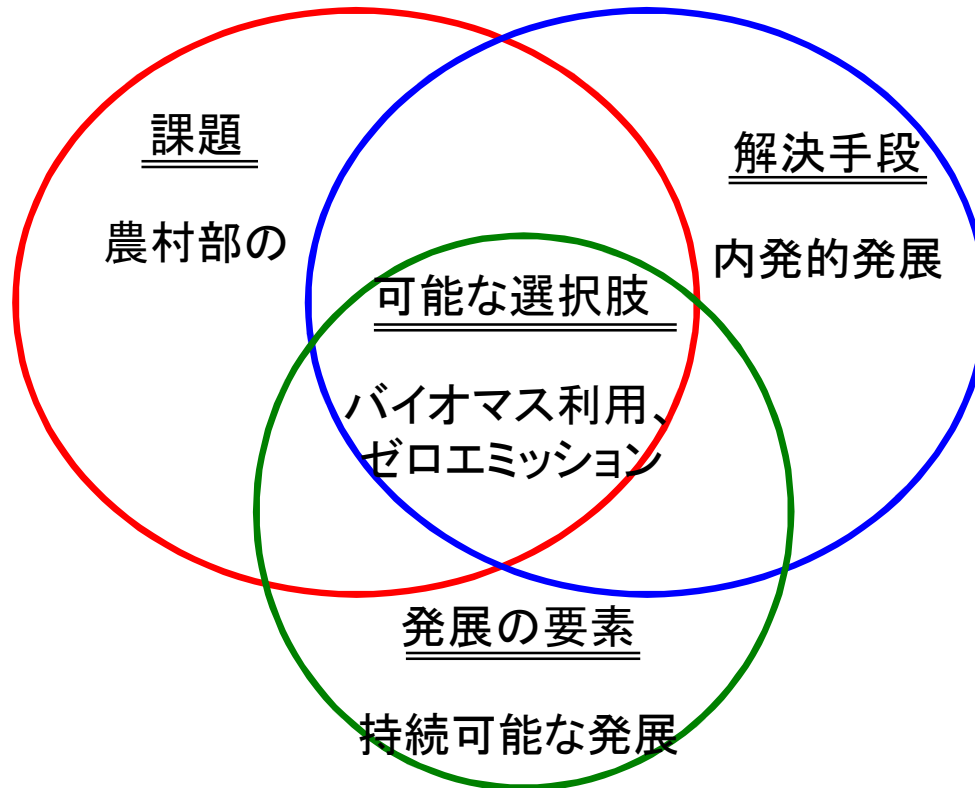 課題
農村部の
解決手段
内発的発展
可能な選択肢
バイオマス利用、
ゼロエミッション
発展の要素
持続可能な発展